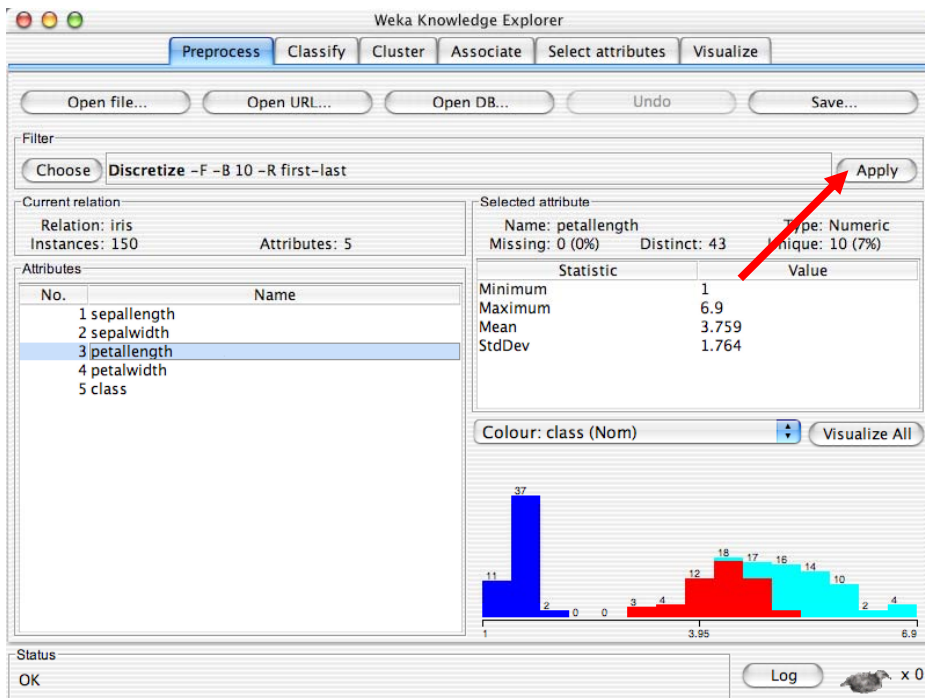 Weka Knowledge Explorer
Preprocess Classify Cluster Associate Select attributes Visualize
Open file... Open URL... Open DB... Undo Save...
Filter
Choose Discretize -F -B 10 -R first-last Apply
Current relation
Relation: iris
Instances: 150 Attributes: 5
Selected attribute
Name: petallength Type: Numeric
Missing: 0 (0%) Distinct: 43 Unique: 10 (7%)
Attributes
No. Name
1 sepallength
2 sepalwidth
3 petallength
4 petalwidth
5 class
Statistic Value
Minimum 1
Maximum 6.9
Mean 3.759
StdDev 1.764
Colour: class (Nom) Visualize All
11 37 2 0 0 3 4 12 18 17 16 14 10 2 4
1 3.95 6.9
Status
OK
Log x 0